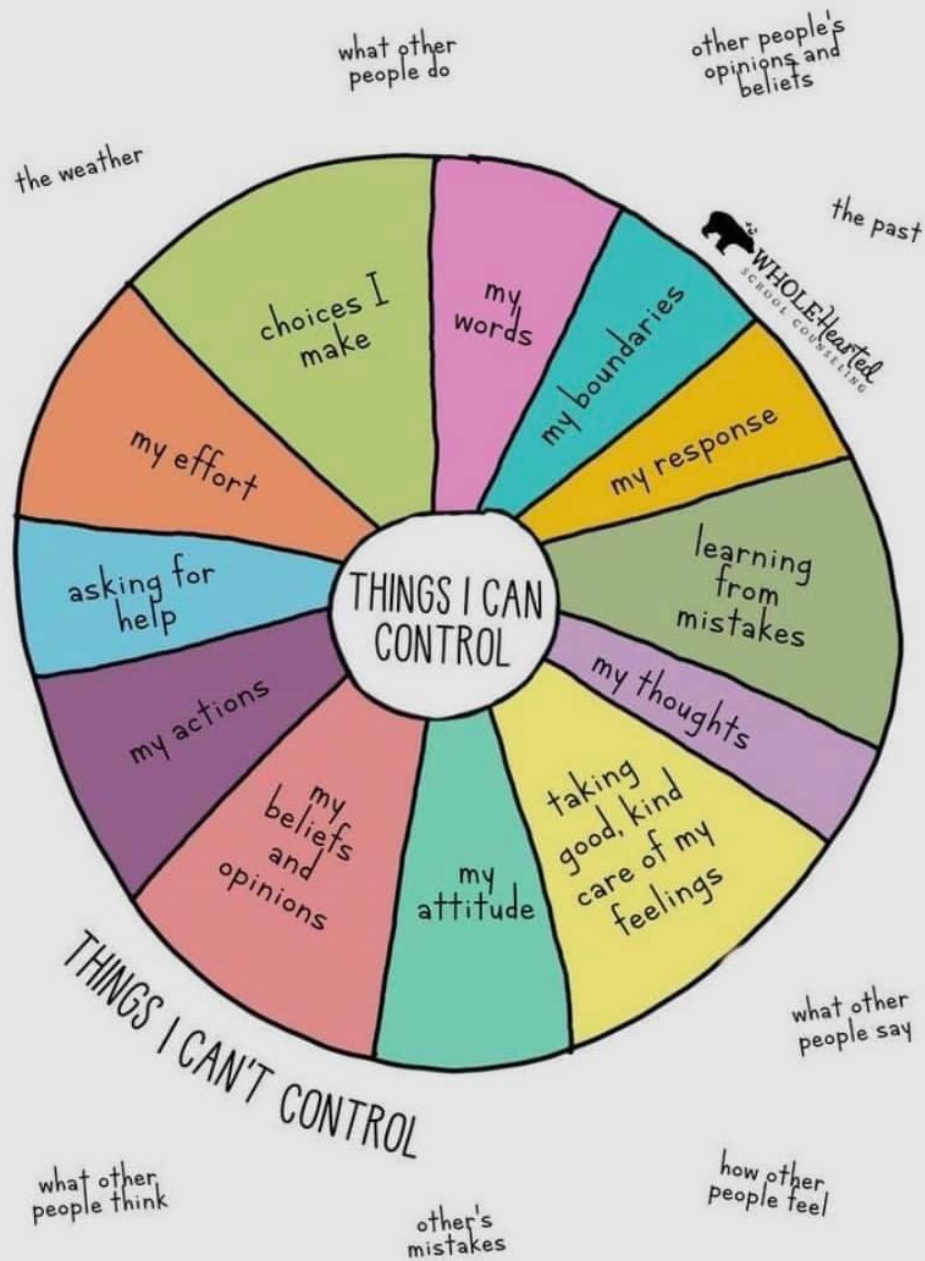 what other
people do
other people's
opinions and
beliefs
the weather
the past
WHOLEHearted
SCHOOL COUNSELING
choices I
make
my
words
my boundaries
my response
learning
from
mistakes
my thoughts
taking
good, kind
care of my
feelings
my
attitude
my
beliefs
and
opinions
my actions
asking for
help
my effort
THINGS I CAN
CONTROL
THINGS I CAN'T CONTROL
what other
people say
how other
people feel
other's
mistakes
what other
people think